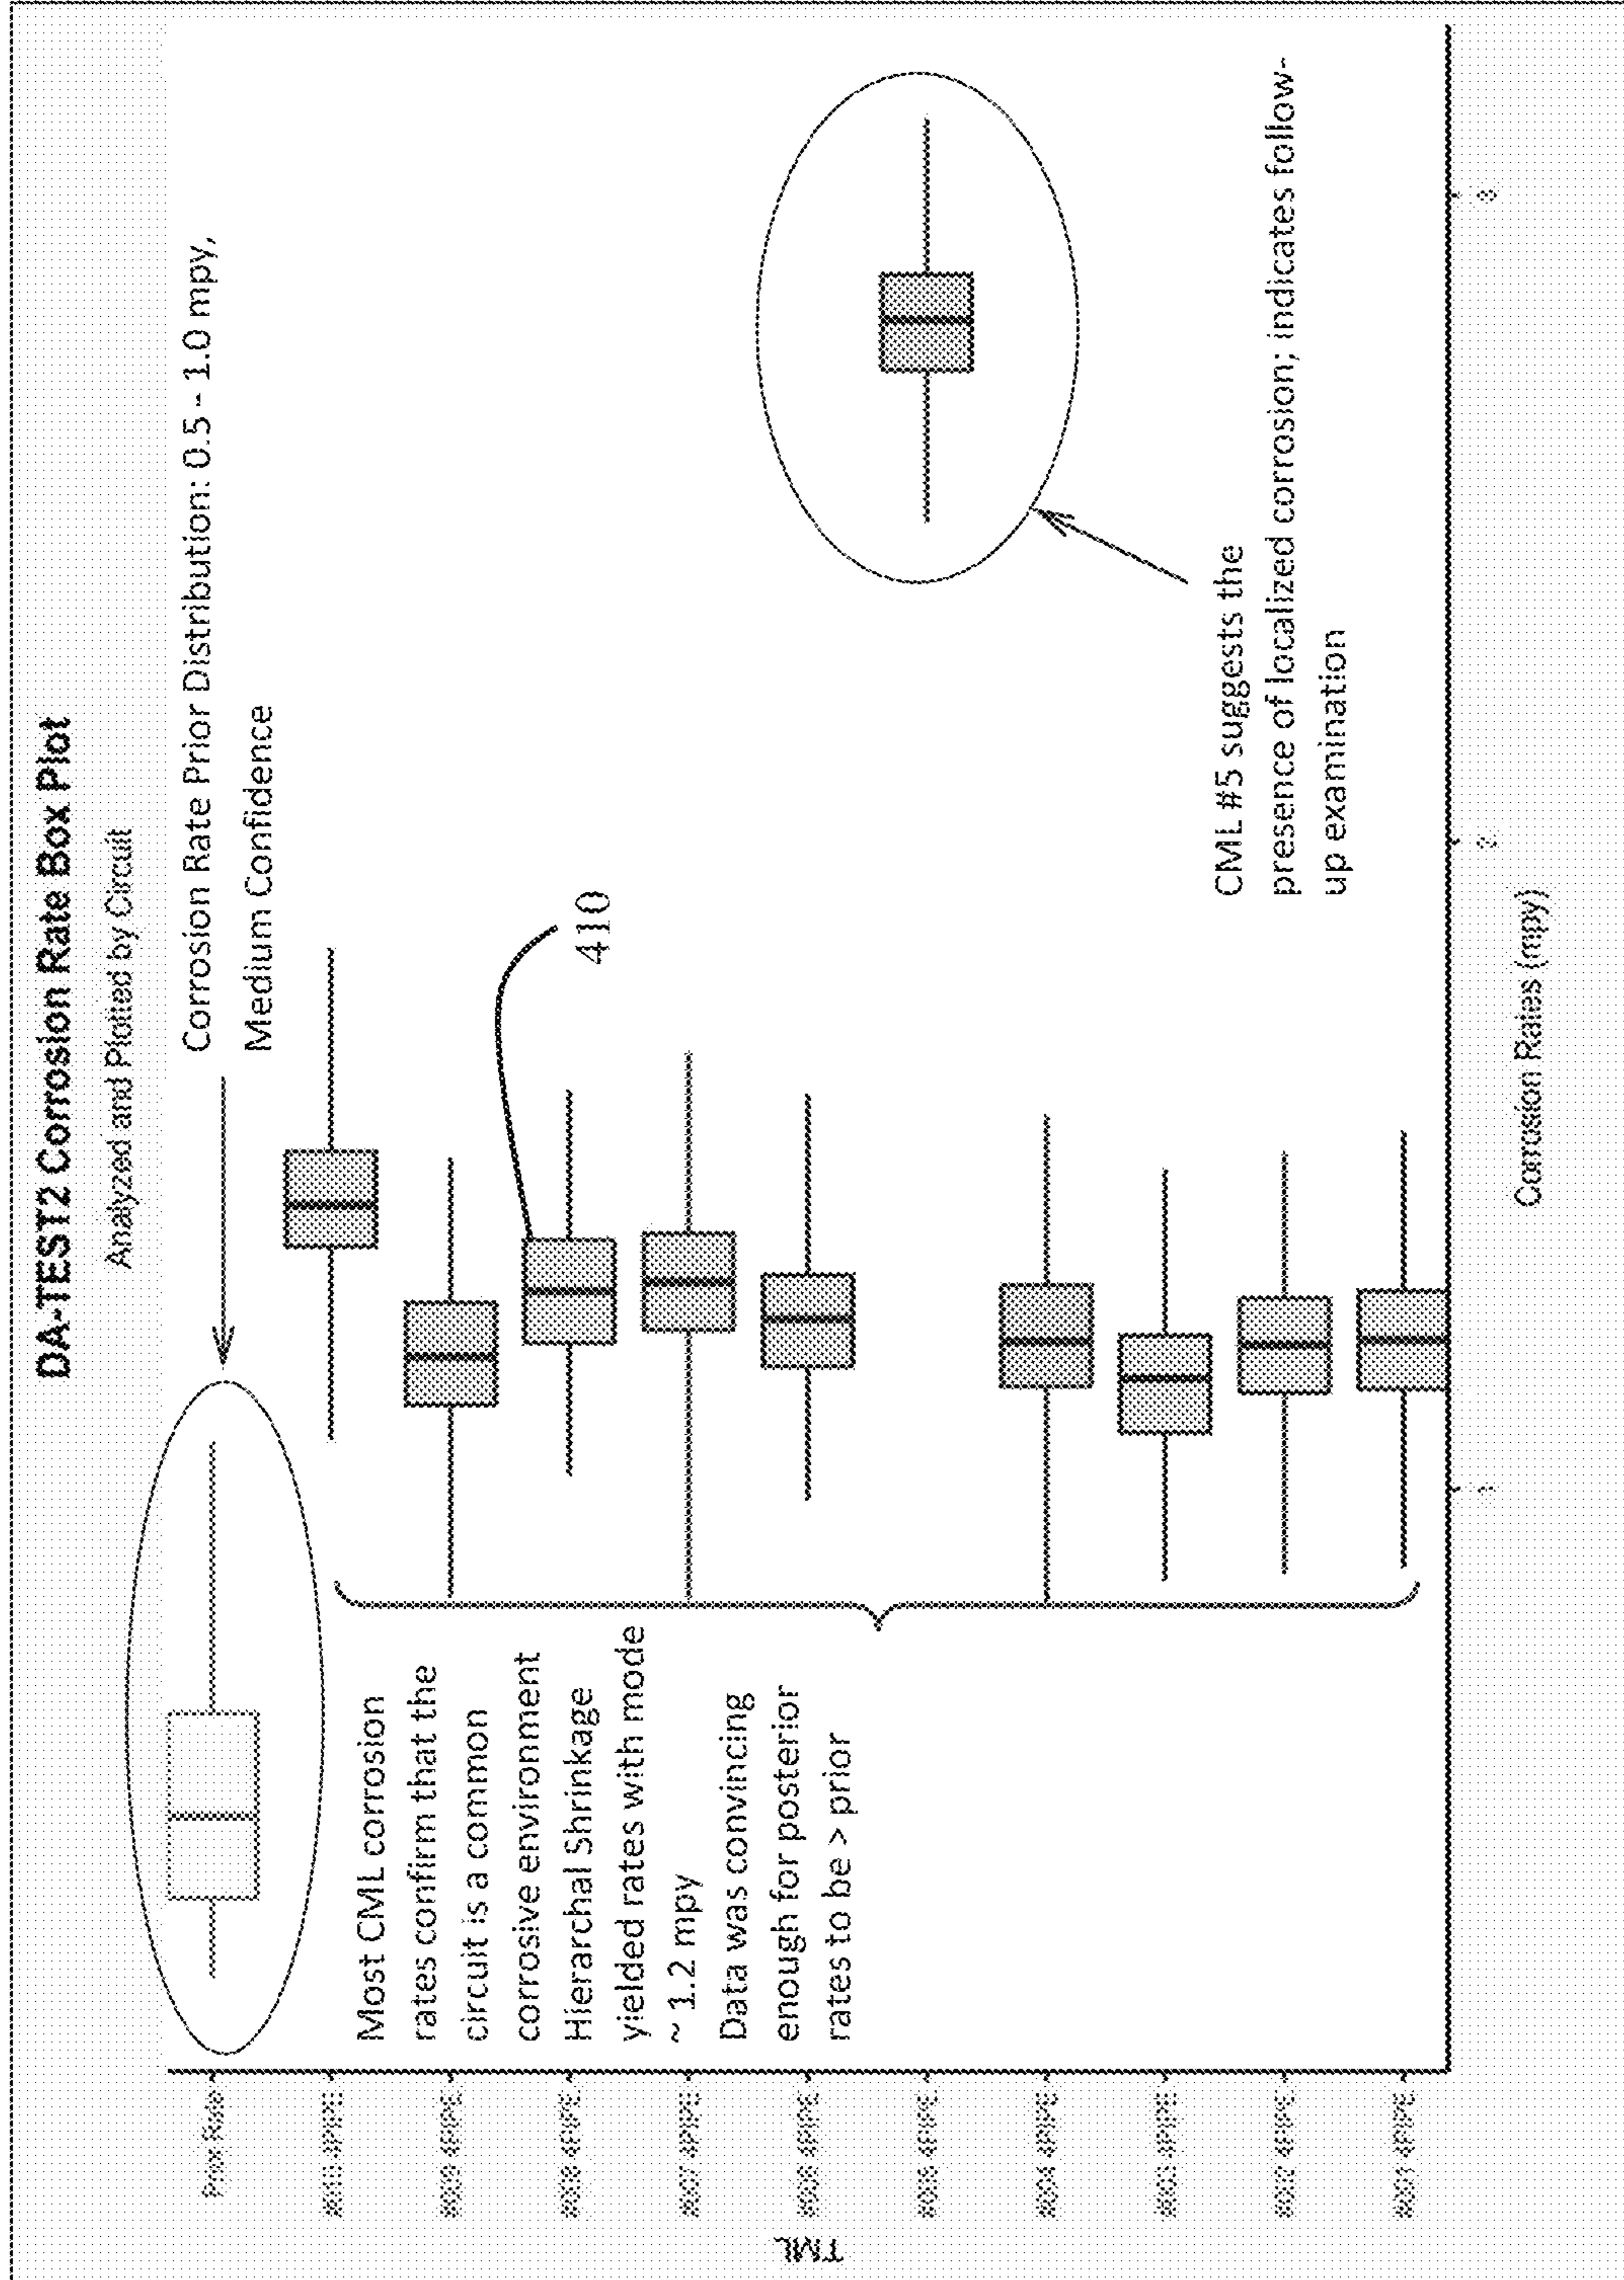 DA-TEST2 Corrosion Rate Box Plot
Analyzed and Plotted by Circuit
Corrosion Rate Prior Distribution: 0.5 - 1.0 mpy,
Medium Confidence
410
Most CML corrosion
rates confirm that the
circuit is a common
corrosive environment
Hierarchal Shrinkage
yielded rates with mode
~ 1.2 mpy
Data was convincing
enough for posterior
rates to be > prior
CML #5 suggests the
presence of localized corrosion; indicates follow-
up examination
TML
Prior Rate
1
2
3
Corrosion Rates (mpy)